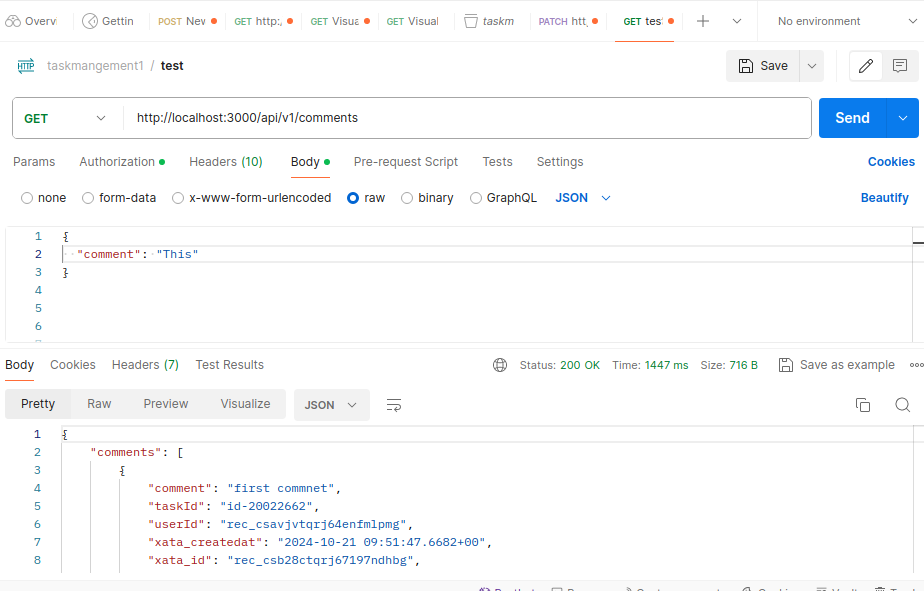 Overvi Gettin POST New GET http:/ GET Visua GET Visual taskm PATCH htt GET tes No environment
HTTP taskmangement1 / test Save
GET http://localhost:3000/api/v1/comments Send
Params Authorization Headers (10) Body Pre-request Script Tests Settings Cookies
none form-data x-www-form-urlencoded raw binary GraphQL JSON Beautify
1 {
2 "comment": "This"
3 }
4
5
6
Body Cookies Headers (7) Test Results Status: 200 OK Time: 1447 ms Size: 716 B Save as example
Pretty Raw Preview Visualize JSON
1 {
2 "comments": [
3 {
4 "comment": "first commnet",
5 "taskId": "id-20022662",
6 "userId": "rec_csavjvtqrj64enfmlpmg",
7 "xata_createdat": "2024-10-21 09:51:47.6682+00",
8 "xata_id": "rec_csb28ctqrj67197ndhbg",